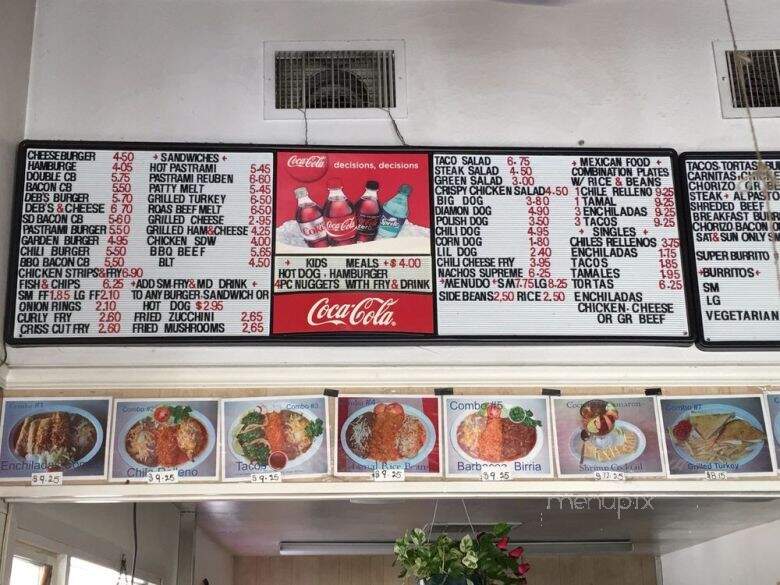 CHEESEBURGER 4.50
HAMBURGE 4.05
DOUBLE CB 5.75
BACON CB 5.50
DEB'S BURGER 5.70
DEB'S & CHEESE 6.70
SD BACON CB 5.60
PASTRAMI BURGER 5.50
GARDEN BURGER 4.95
CHILI BURGER 5.50
BBQ BACON CB 5.50
CHICKEN STRIPS&FRY 6.90
FISH & CHIPS 6.25
SM FF 1.85 LG FF 2.10
ONION RINGS 2.10
CURLY FRY 2.60
CRISS CUT FRY 2.60
+ SANDWICHES +
HOT PASTRAMI 5.45
PASTRAMI REUBEN 6.60
PATTY MELT 5.45
GRILLED TURKEY 6.50
ROAS BEEF MELT 6.50
GRILLED CHEESE 2.95
GRILLED HAM&CHEESE 4.25
CHICKEN SDW 4.00
BBQ BEEF 5.65
BLT 4.50
+ADD SM-FRY& MD DRINK +
TO ANY BURGER-SANDWICH OR
HOT DOG $2.95
FRIED ZUCCHINI 2.65
FRIED MUSHROOMS 2.65
Coca-Cola decisions, decisions
Coke
Coca-Cola
zero
Sprite
+ KIDS MEALS +$4.00
HOT DOG - HAMBURGER
4PC NUGGETS WITH FRY & DRINK
Coca-Cola
TACO SALAD 6.75
STEAK SALAD 4.50
GREEN SALAD 3.00
CRISPY CHICKEN SALAD 4.50
BIG DOG 3.80
DIAMON DOG 4.90
POLISH DOG 3.50
CHILI DOG 4.95
CORN DOG 1.80
LIL DOG 2.40
CHILI CHEESE FRY 3.95
NACHOS SUPREME 6.25
+MENUDO +SM 7.75 LG 8.25
SIDE BEANS 2.50 RICE 2.50
+ MEXICAN FOOD +
COMBINATION PLATES
W/ RICE & BEANS
1 CHILE RELLENO 9.25
1 TAMAL 9.25
3 ENCHILADAS 9.25
3 TACOS 9.25
+ SINGLES +
CHILES RELLENOS 3.75
ENCHILADAS 1.75
TACOS 1.85
TAMALES 1.95
TORTAS 6.25
ENCHILADAS
CHICKEN - CHEESE
OR GR BEEF
TACOS-TORTAS
CARNITAS
CHORIZO
STEAK + AL PASTO
SHREDED BEEF
BREAKFAST BU
CHORIZO BACON O
SAT& SUN ONLY
SUPER BURRITO
+BURRITOS+
SM
LG
VEGETARIAN
Combo #1
Enchiladas
$9.25
Combo #2
Chile Relleno
$9.25
Combo #3
Tacos
$9.25
#4
$9.25
Combo #5
Barbacoa Birria
$9.25
Shrimp Cocktail
Combo #7
Grilled Turkey
$8.15
menupix